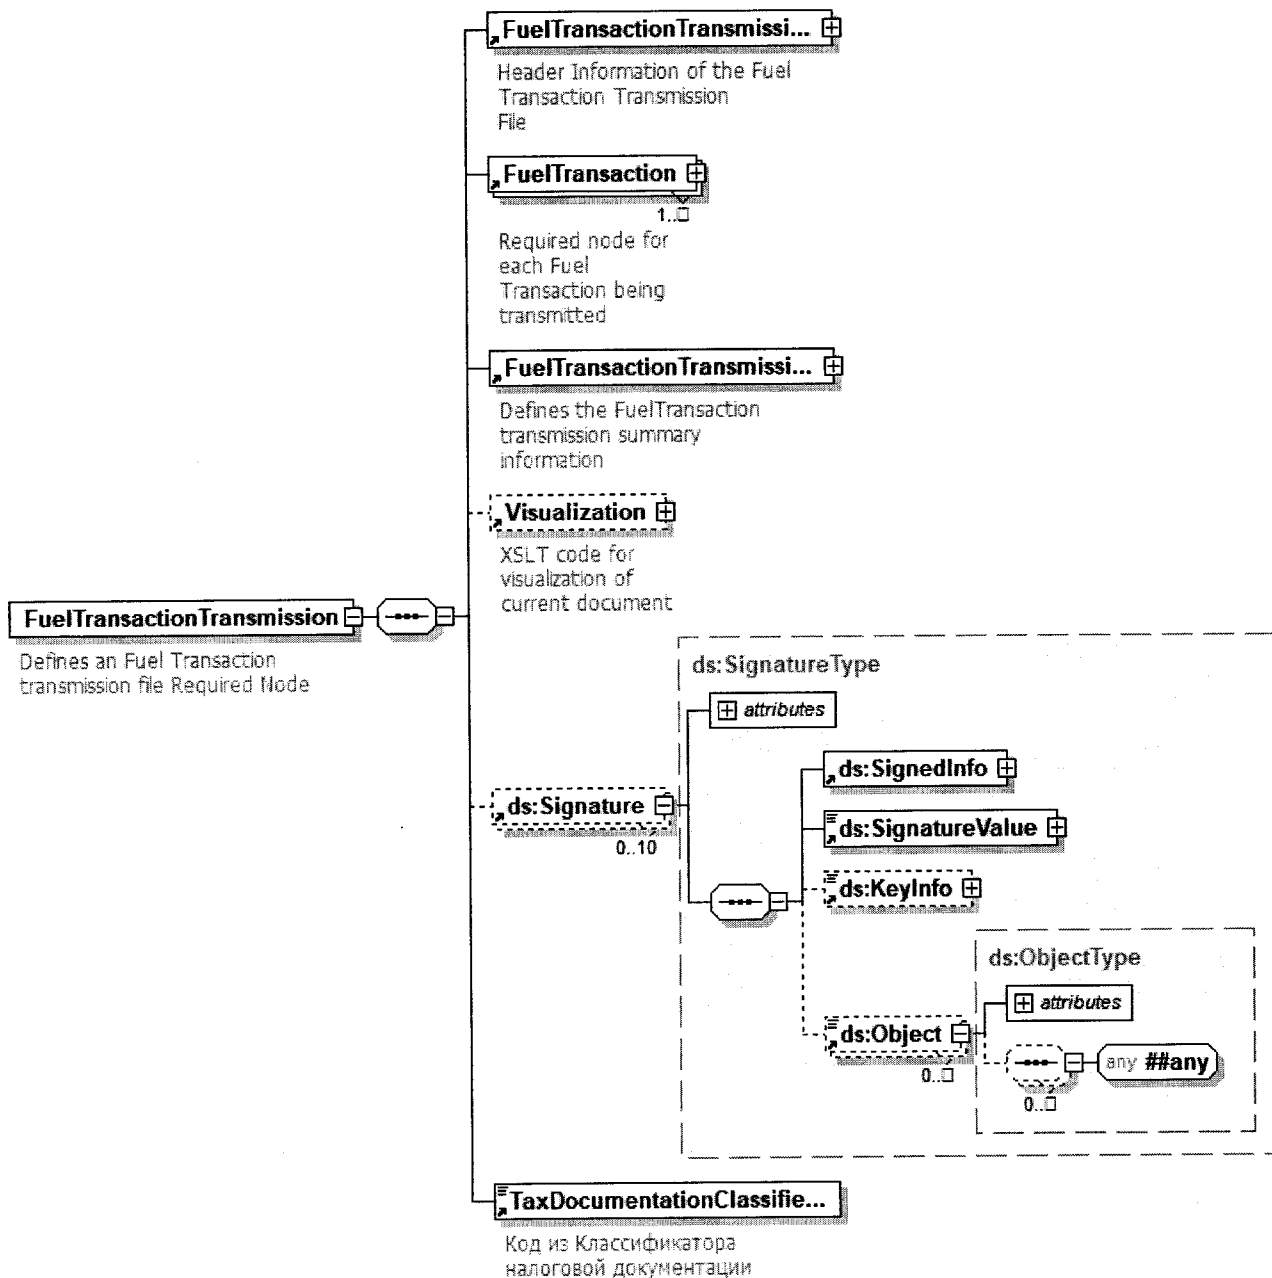 FuelTransactionTransmissi...
Header Information of the Fuel
Transaction Transmission
File
FuelTransaction
1..□
Required node for
each Fuel
Transaction being
transmitted
FuelTransactionTransmissi...
Defines the FuelTransaction
transmission summary
information
Visualization
XSLT code for
visualization of
current document
FuelTransactionTransmission
Defines an Fuel Transaction
transmission file Required Node
ds:SignatureType
attributes
ds:SignedInfo
ds:Signature
0..10
ds:SignatureValue
ds:KeyInfo
ds:ObjectType
attributes
ds:Object
0..□
any ##any
0..□
TaxDocumentationClassifie...
Код из Классификатора
налоговой документации